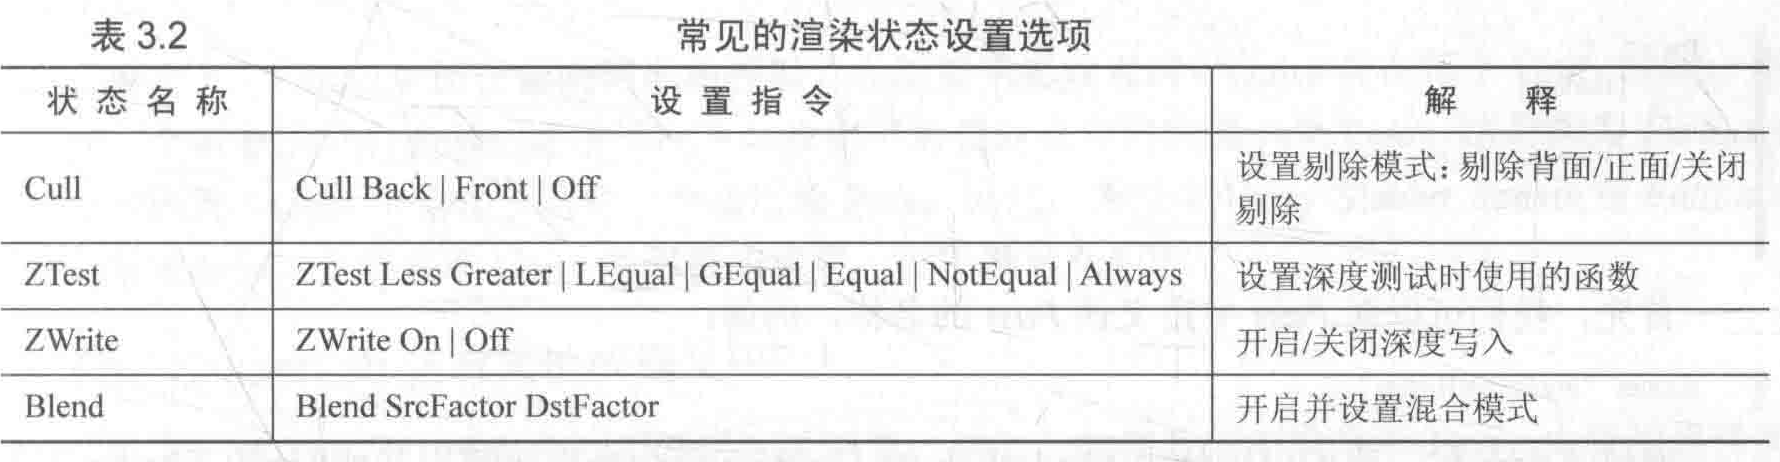 表 3.2 常见的渲染状态设置选项
状态名称 设置指令 解释
Cull Cull Back | Front | Off 设置剔除模式：剔除背面/正面/关闭
剔除
ZTest ZTest Less Greater | LEqual | GEqual | Equal | NotEqual | Always 设置深度测试时使用的函数
ZWrite ZWrite On | Off 开启/关闭深度写入
Blend Blend SrcFactor DstFactor 开启并设置混合模式